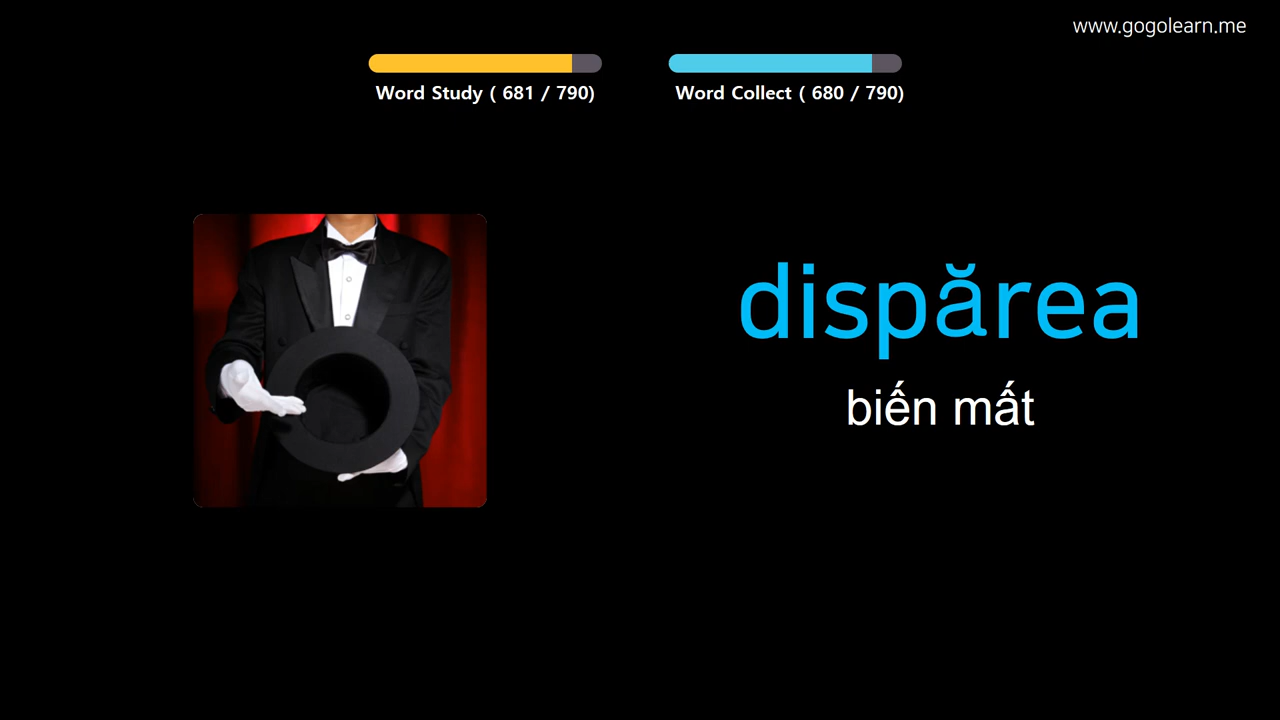 www.gogolearn.me
Word Study ( 681 / 790)
Word Collect ( 680 / 790)
dispărea
biến mất